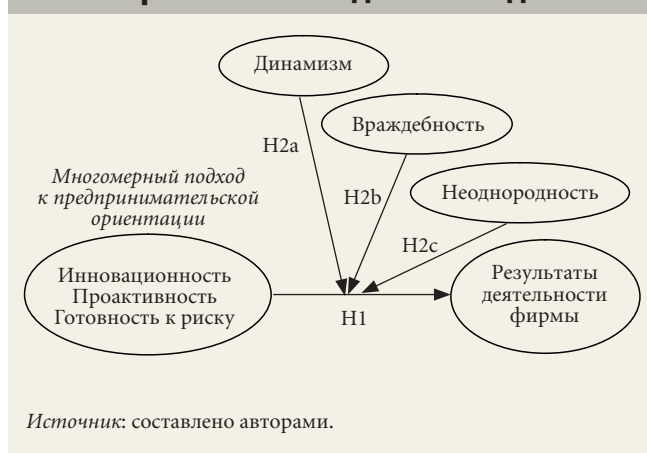 Динамизм
Враждебность
H2a
Многомерный подход
к предпринимательской
ориентации
H2b
Неоднородность
H2c
Инновационность
Проактивность
Готовность к риску
H1
Результаты
деятельности
фирмы
Источник: составлено авторами.